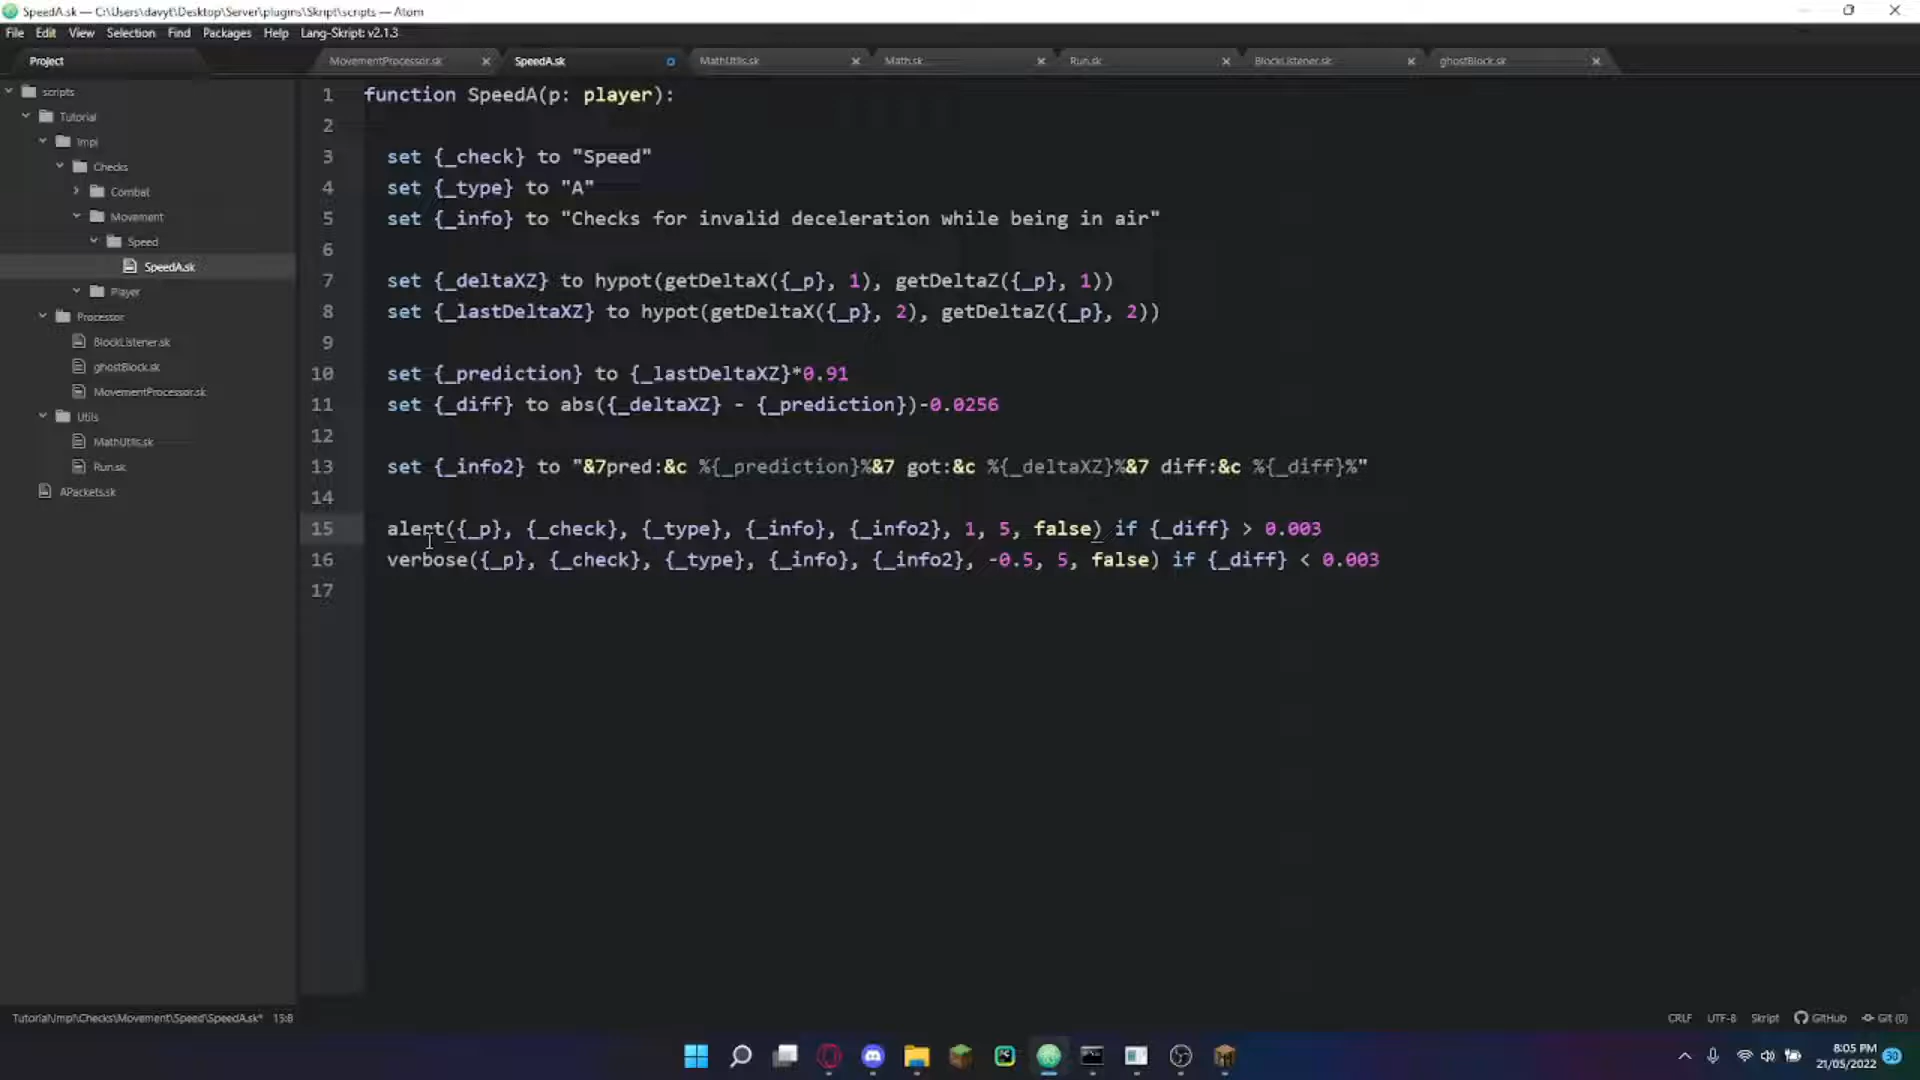 SpeedA.sk — C:\Users\davyt\Desktop\Server\plugins\Skript\scripts — Atom
File Edit View Selection Find Packages Help Lang-Skript: v2.1.3
Project
MovementProcessor.sk SpeedA.sk MathUtils.sk Math.sk Run.sk BlockListener.sk ghostBlock.sk
scripts
Tutorial
Impl
Checks
Combat
Movement
Speed
SpeedA.sk
Player
Processor
BlockListener.sk
ghostBlock.sk
MovementProcessor.sk
Utils
MathUtils.sk
Run.sk
APackets.sk
1 function SpeedA(p: player):
2
3 set {_check} to "Speed"
4 set {_type} to "A"
5 set {_info} to "Checks for invalid deceleration while being in air"
6
7 set {_deltaXZ} to hypot(getDeltaX({_p}, 1), getDeltaZ({_p}, 1))
8 set {_lastDeltaXZ} to hypot(getDeltaX({_p}, 2), getDeltaZ({_p}, 2))
9
10 set {_prediction} to {_lastDeltaXZ}*0.91
11 set {_diff} to abs({_deltaXZ} - {_prediction})-0.0256
12
13 set {_info2} to "&7pred:&c %{_prediction}%&7 got:&c %{_deltaXZ}%&7 diff:&c %{_diff}%"
14
15 alert({_p}, {_check}, {_type}, {_info}, {_info2}, 1, 5, false) if {_diff} > 0.003
16 verbose({_p}, {_check}, {_type}, {_info}, {_info2}, -0.5, 5, false) if {_diff} < 0.003
17
Tutorial\Impl\Checks\Movement\Speed\SpeedA.sk* 15:8
CRLF UTF-8 Skript GitHub Git (0)
8:05 PM
21/05/2022